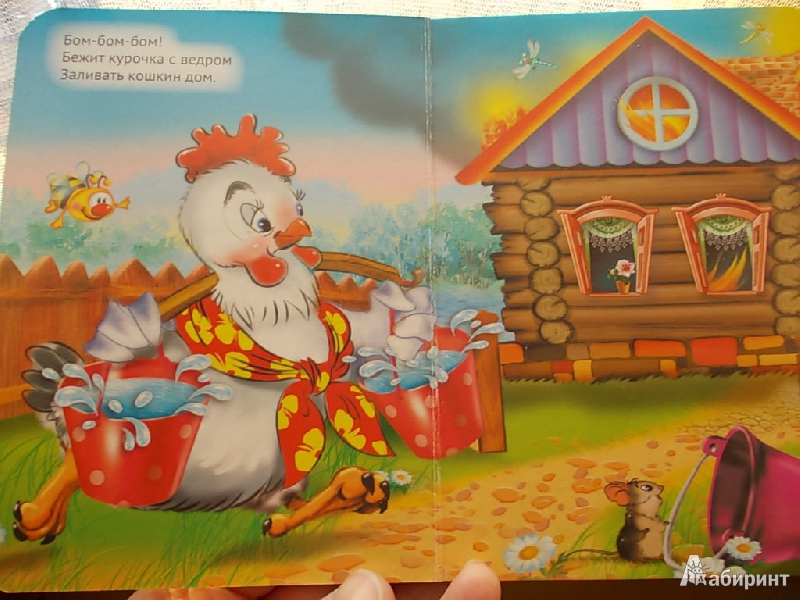 Бом-бом-бом!
Бежит курочка с ведром
Заливать кошкин дом.
Лабиринт